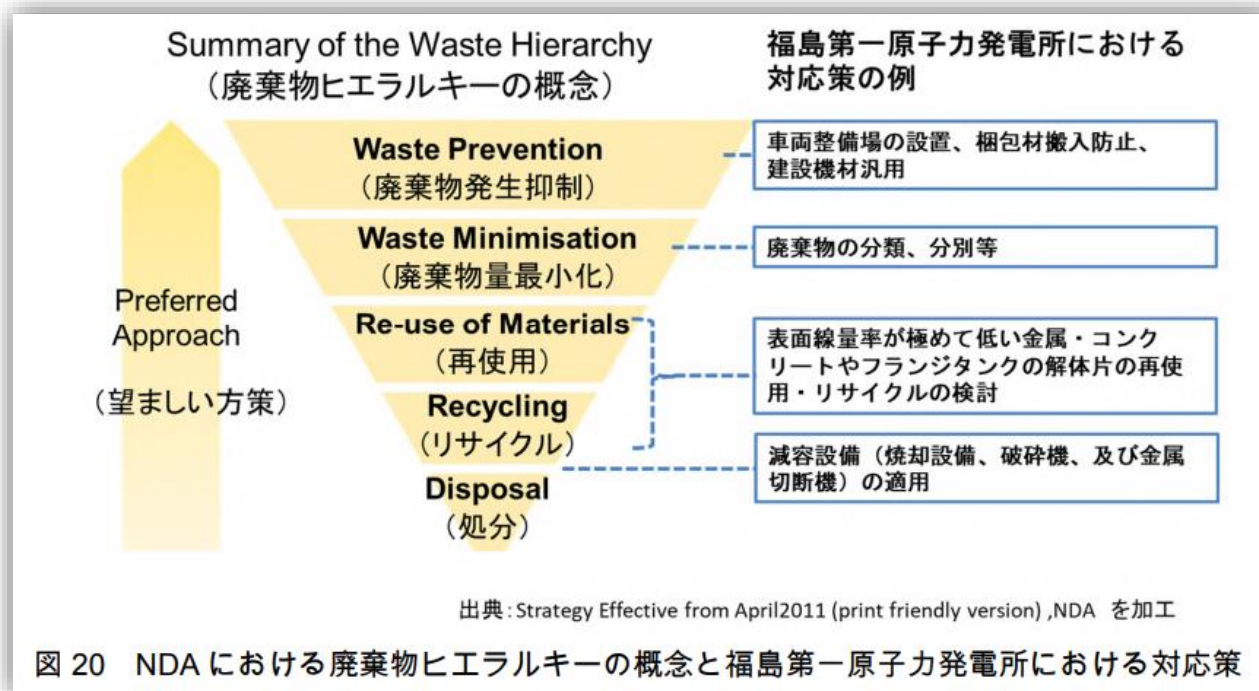 Summary of the Waste Hierarchy
（廃棄物ヒエラルキーの概念）
福島第一原子力発電所における
対応策の例
Preferred
Approach
（望ましい方策）
Waste Prevention
（廃棄物発生抑制）
車両整備場の設置、梱包材搬入防止、
建設機材汎用
Waste Minimisation
（廃棄物量最小化）
廃棄物の分類、分別等
Re-use of Materials
（再使用）
Recycling
（リサイクル）
表面線量率が極めて低い金属・コンク
リートやフランジタンクの解体片の再使
用・リサイクルの検討
Disposal
（処分）
減容設備（焼却設備、破砕機、及び金属
切断機）の適用
出典：Strategy Effective from April2011 (print friendly version) ,NDA を加工
図 20 NDA における廃棄物ヒエラルキーの概念と福島第一原子力発電所における対応策